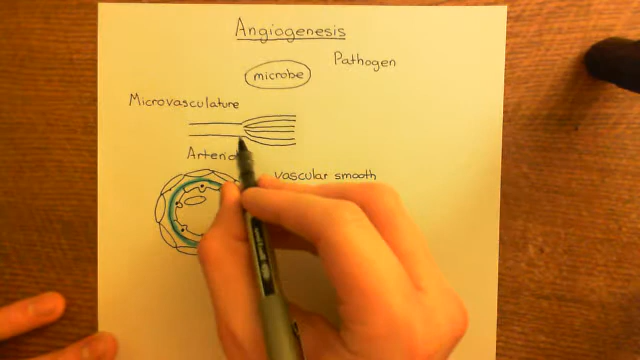 Angiogenesis
Pathogen
microbe
Microvasculature
vascular smooth